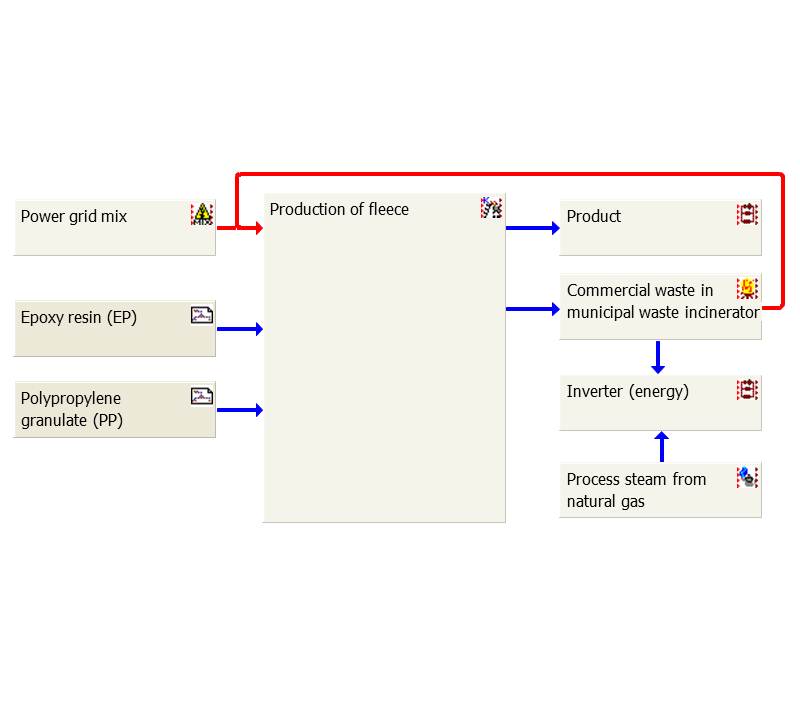 Power grid mix
MIX
Production of fleece
Product
Epoxy resin (EP)
Commercial waste in
municipal waste incinerator
Polypropylene
granulate (PP)
Inverter (energy)
Process steam from
natural gas